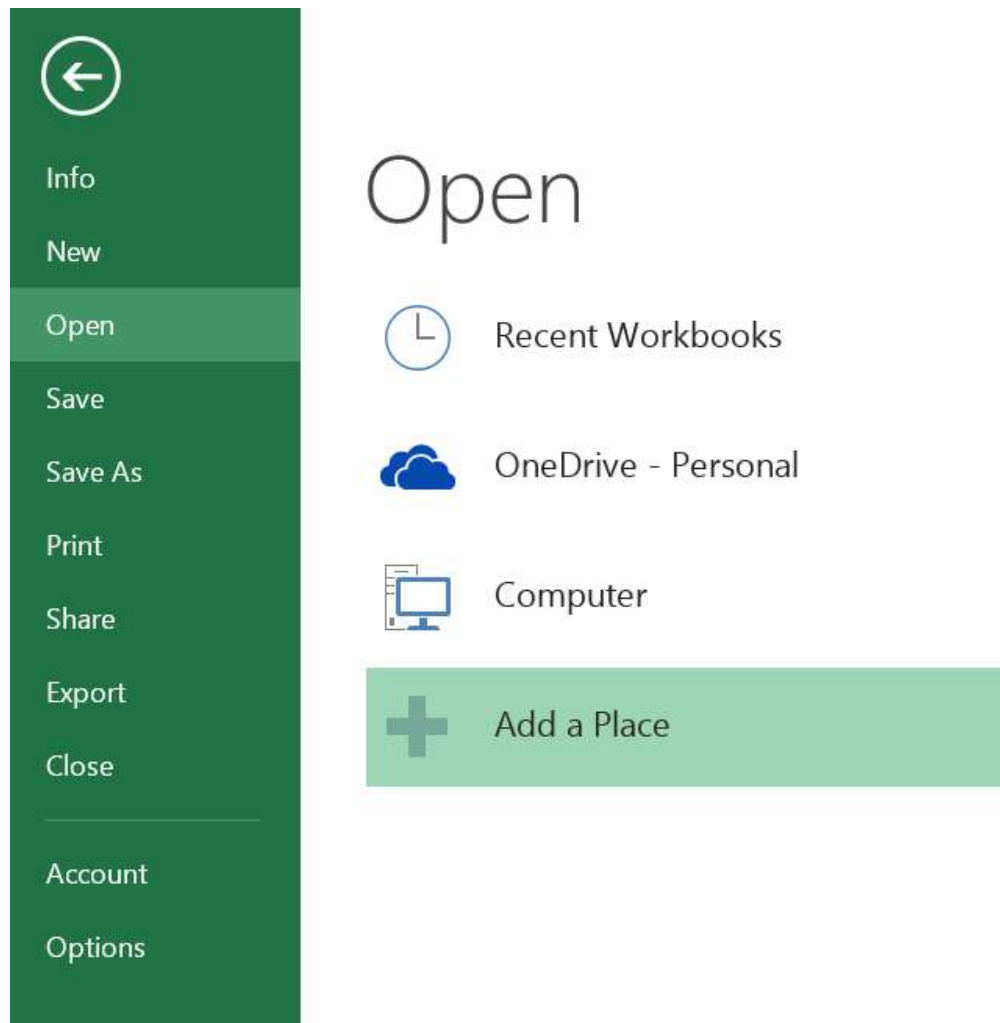 Info
New
Open
Save
Save As
Print
Share
Export
Close
Account
Options
Open
Recent Workbooks
OneDrive - Personal
Computer
Add a Place